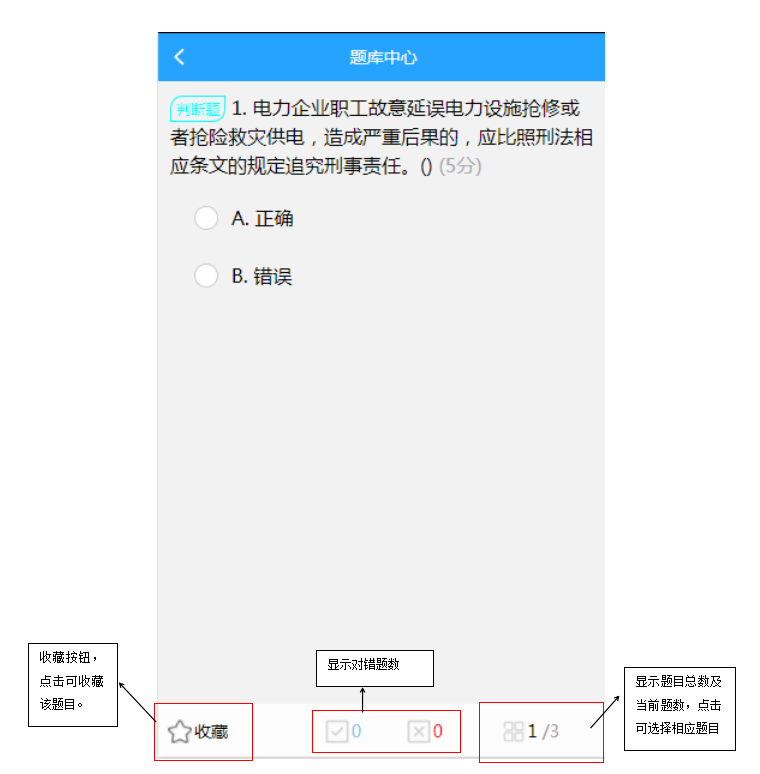 题库中心
判断题 1. 电力企业职工故意延误电力设施抢修或
者抢险救灾供电，造成严重后果的，应比照刑法相
应条文的规定追究刑事责任。() (5分)
A. 正确
B. 错误
收藏按钮，
点击可收藏
该题目。
显示对错题数
显示题目总数及
当前题数，点击
可选择相应题目
收藏
0
0
1 /3